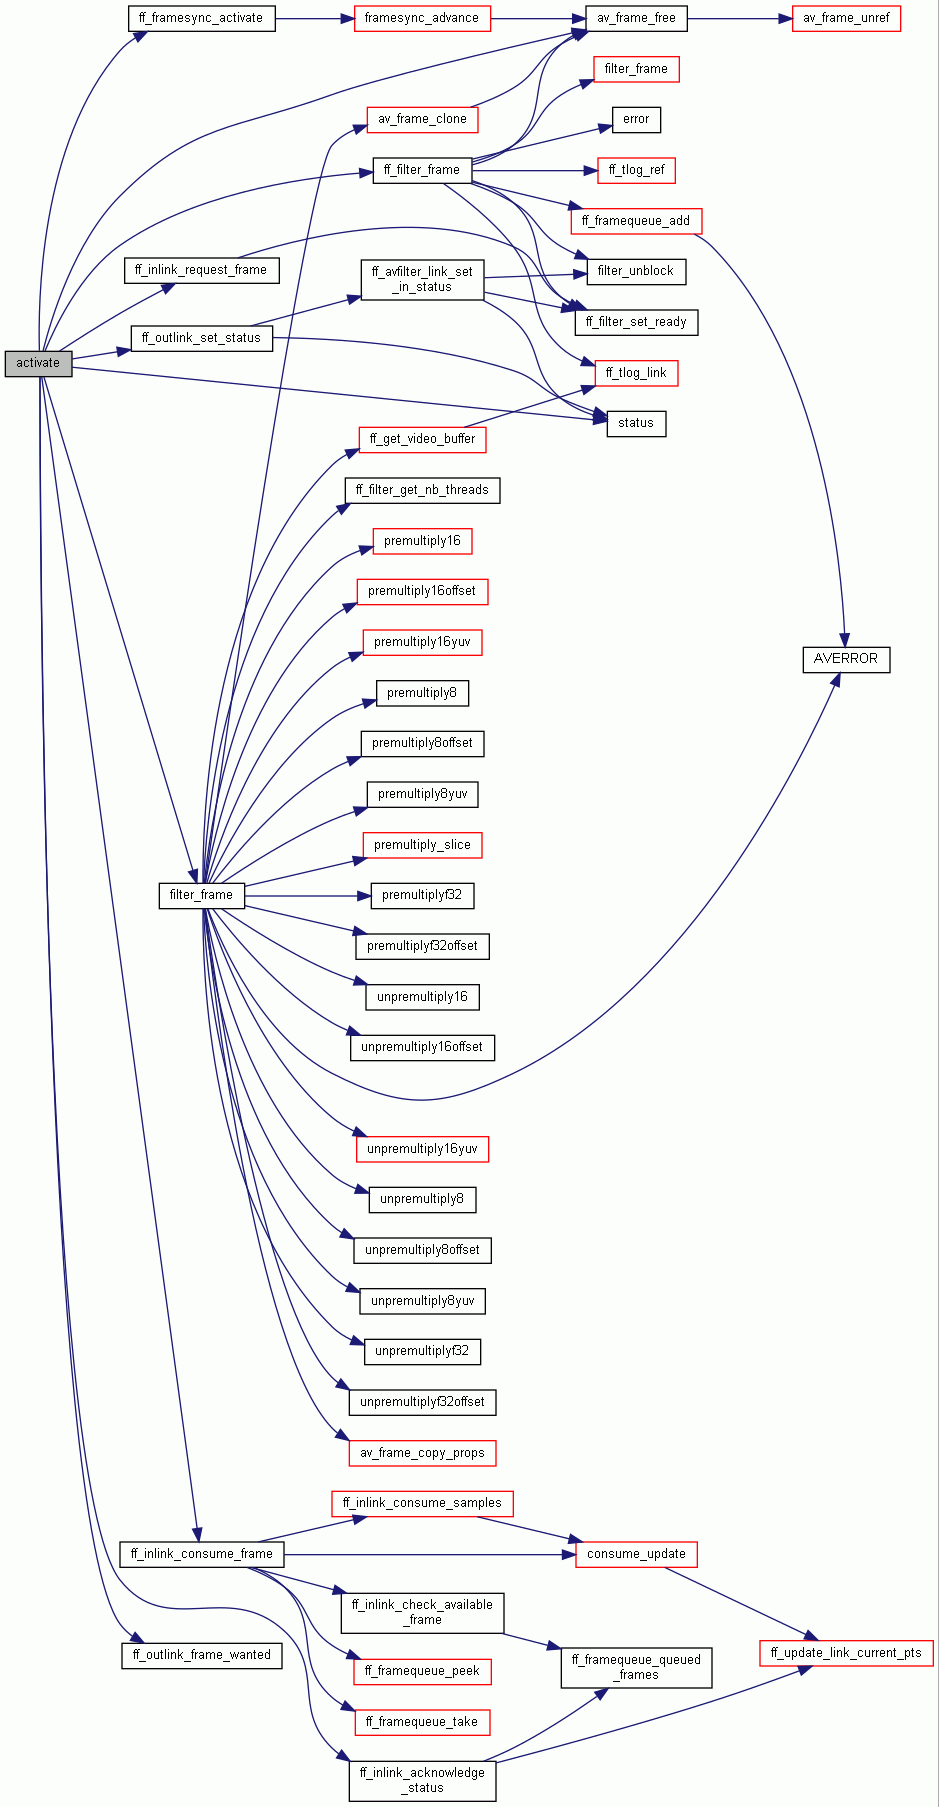 ff_framesync_activate
framesync_advance
av_frame_free
av_frame_unref
filter_frame
av_frame_clone
error
ff_filter_frame
ff_tlog_ref
ff_framequeue_add
ff_inlink_request_frame
ff_avfilter_link_set
_in_status
filter_unblock
ff_filter_set_ready
ff_outlink_set_status
activate
ff_tlog_link
status
ff_get_video_buffer
ff_filter_get_nb_threads
premultiply16
premultiply16offset
premultiply16yuv
AVERROR
premultiply8
premultiply8offset
premultiply8yuv
premultiply_slice
filter_frame
premultiplyf32
premultiplyf32offset
unpremultiply16
unpremultiply16offset
unpremultiply16yuv
unpremultiply8
unpremultiply8offset
unpremultiply8yuv
unpremultiplyf32
unpremultiplyf32offset
av_frame_copy_props
ff_inlink_consume_samples
ff_inlink_consume_frame
consume_update
ff_inlink_check_available
_frame
ff_outlink_frame_wanted
ff_framequeue_queued
_frames
ff_update_link_current_pts
ff_framequeue_peek
ff_framequeue_take
ff_inlink_acknowledge
_status